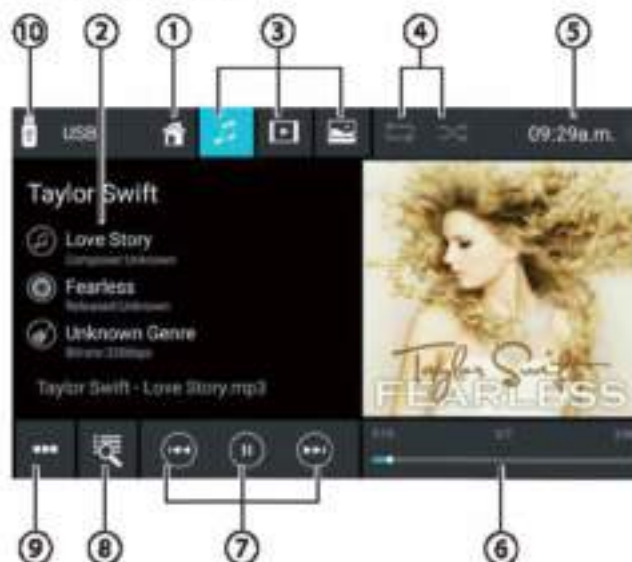 ⑩ ② ① ③ ④ ⑤
USB 09:29a.m.
Taylor Swift
Love Story
Composer Unknown
Fearless
Released Unknown
Unknown Genre
Taylor Swift - Love Story.mp3
Taylor Swift
FEARLESS
⑨ ⑧ ⑦ ⑥